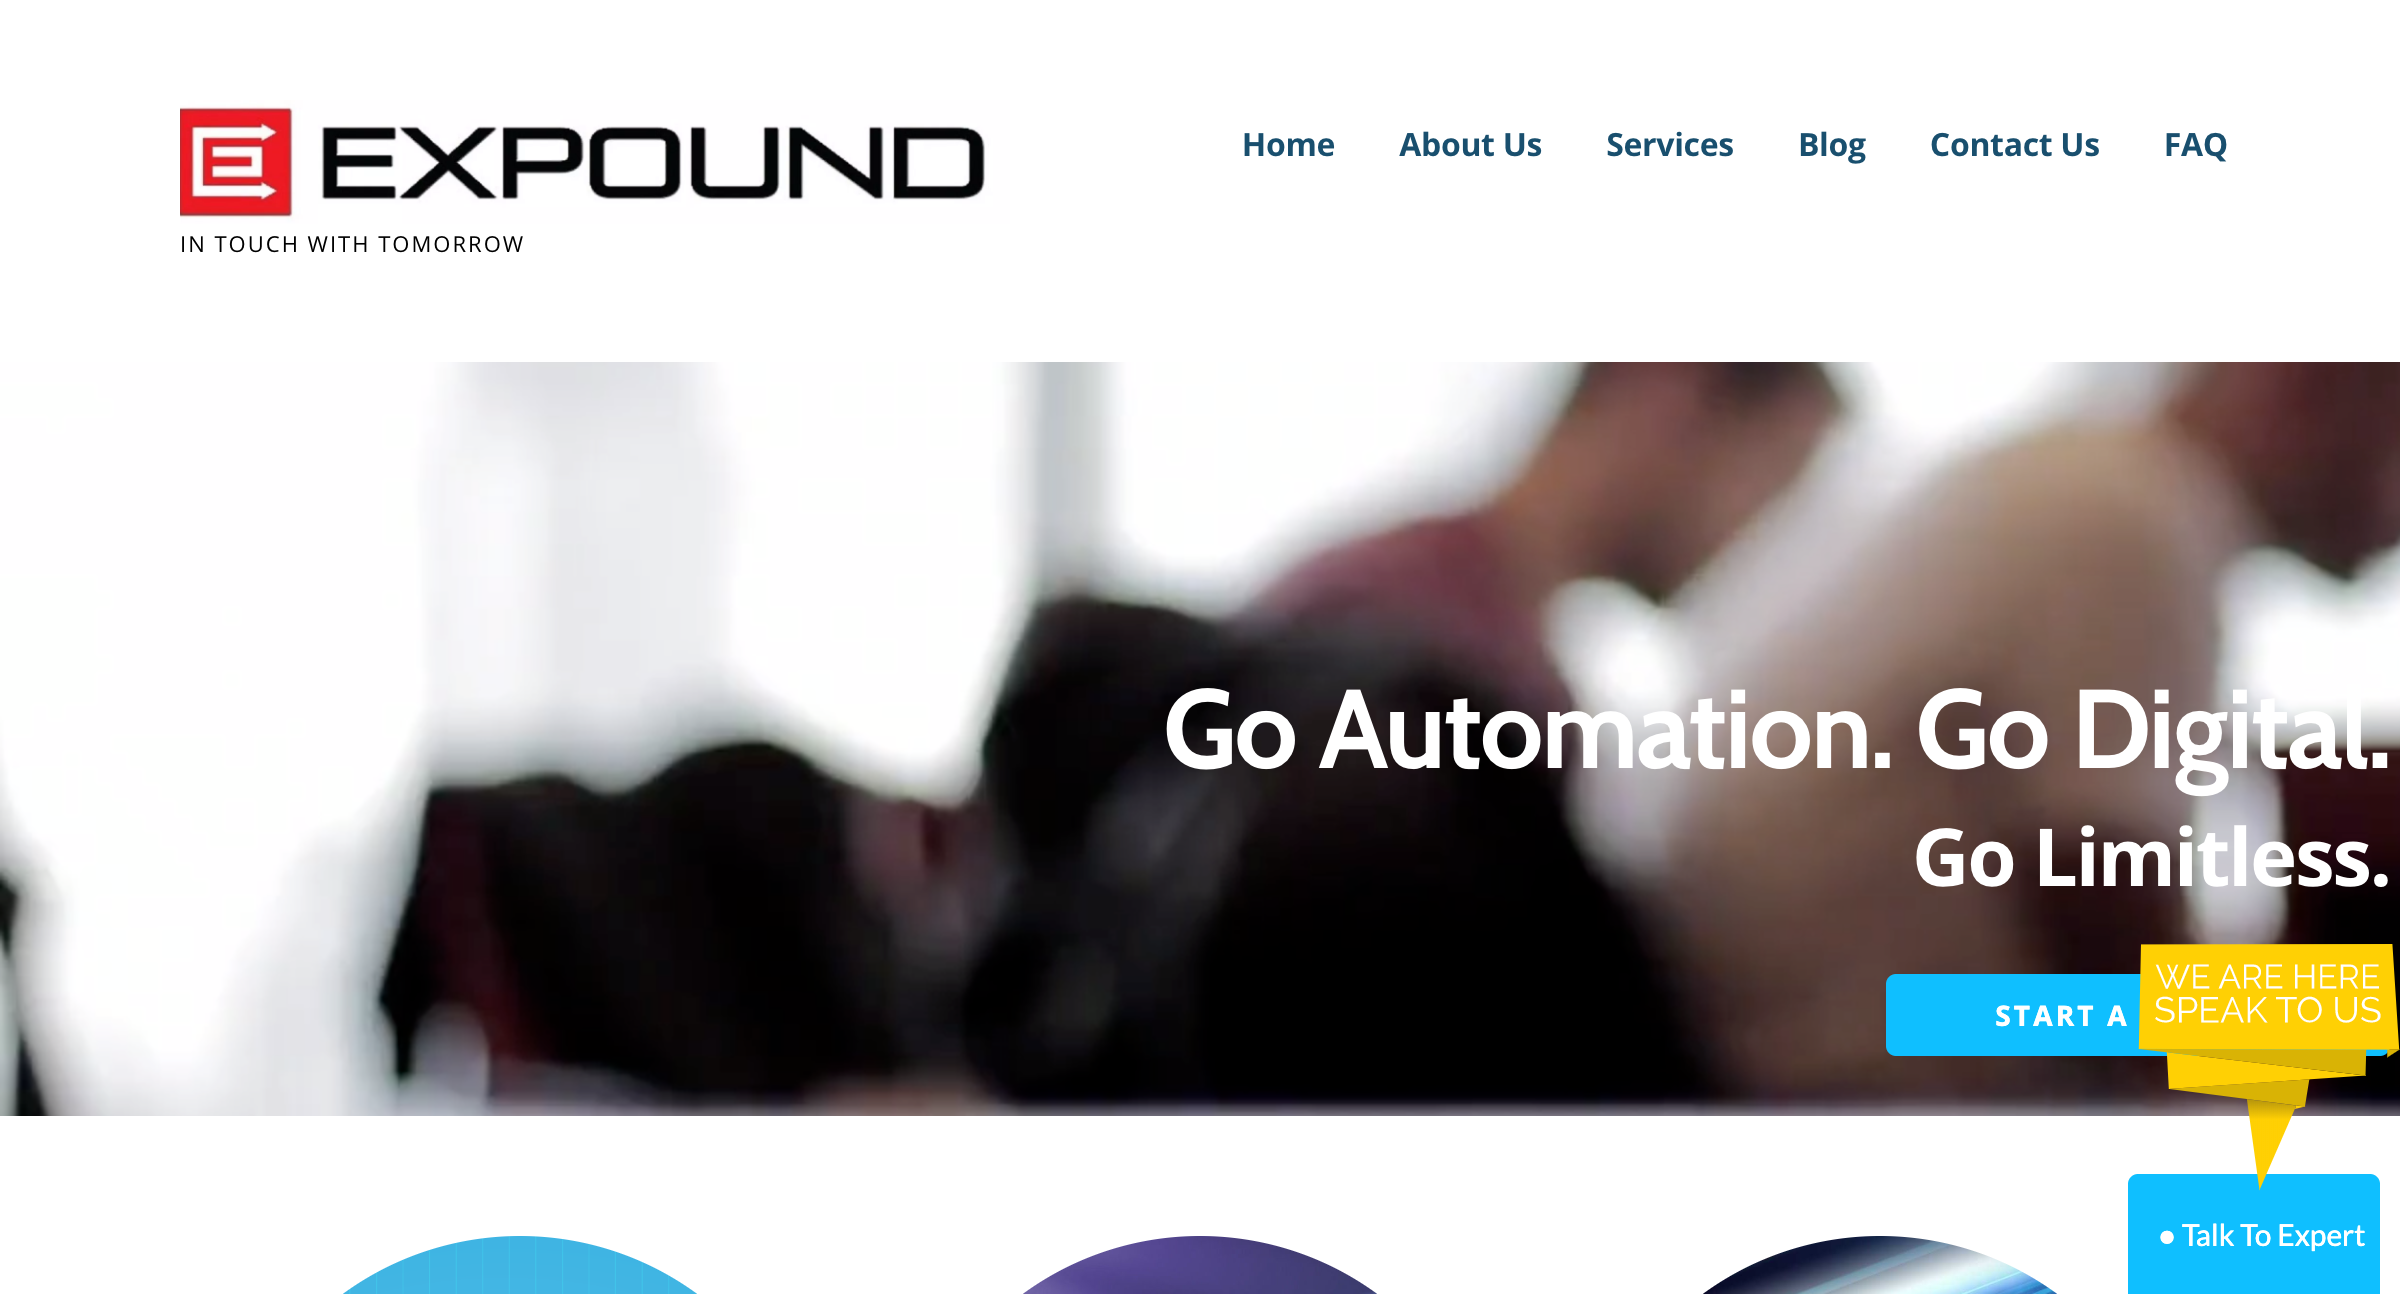 EXPOUND
IN TOUCH WITH TOMORROW
Home
About Us
Services
Blog
Contact Us
FAQ
Go Automation. Go Digital.
Go Limitless.
START A
WE ARE HERE
SPEAK TO US
Talk To Expert